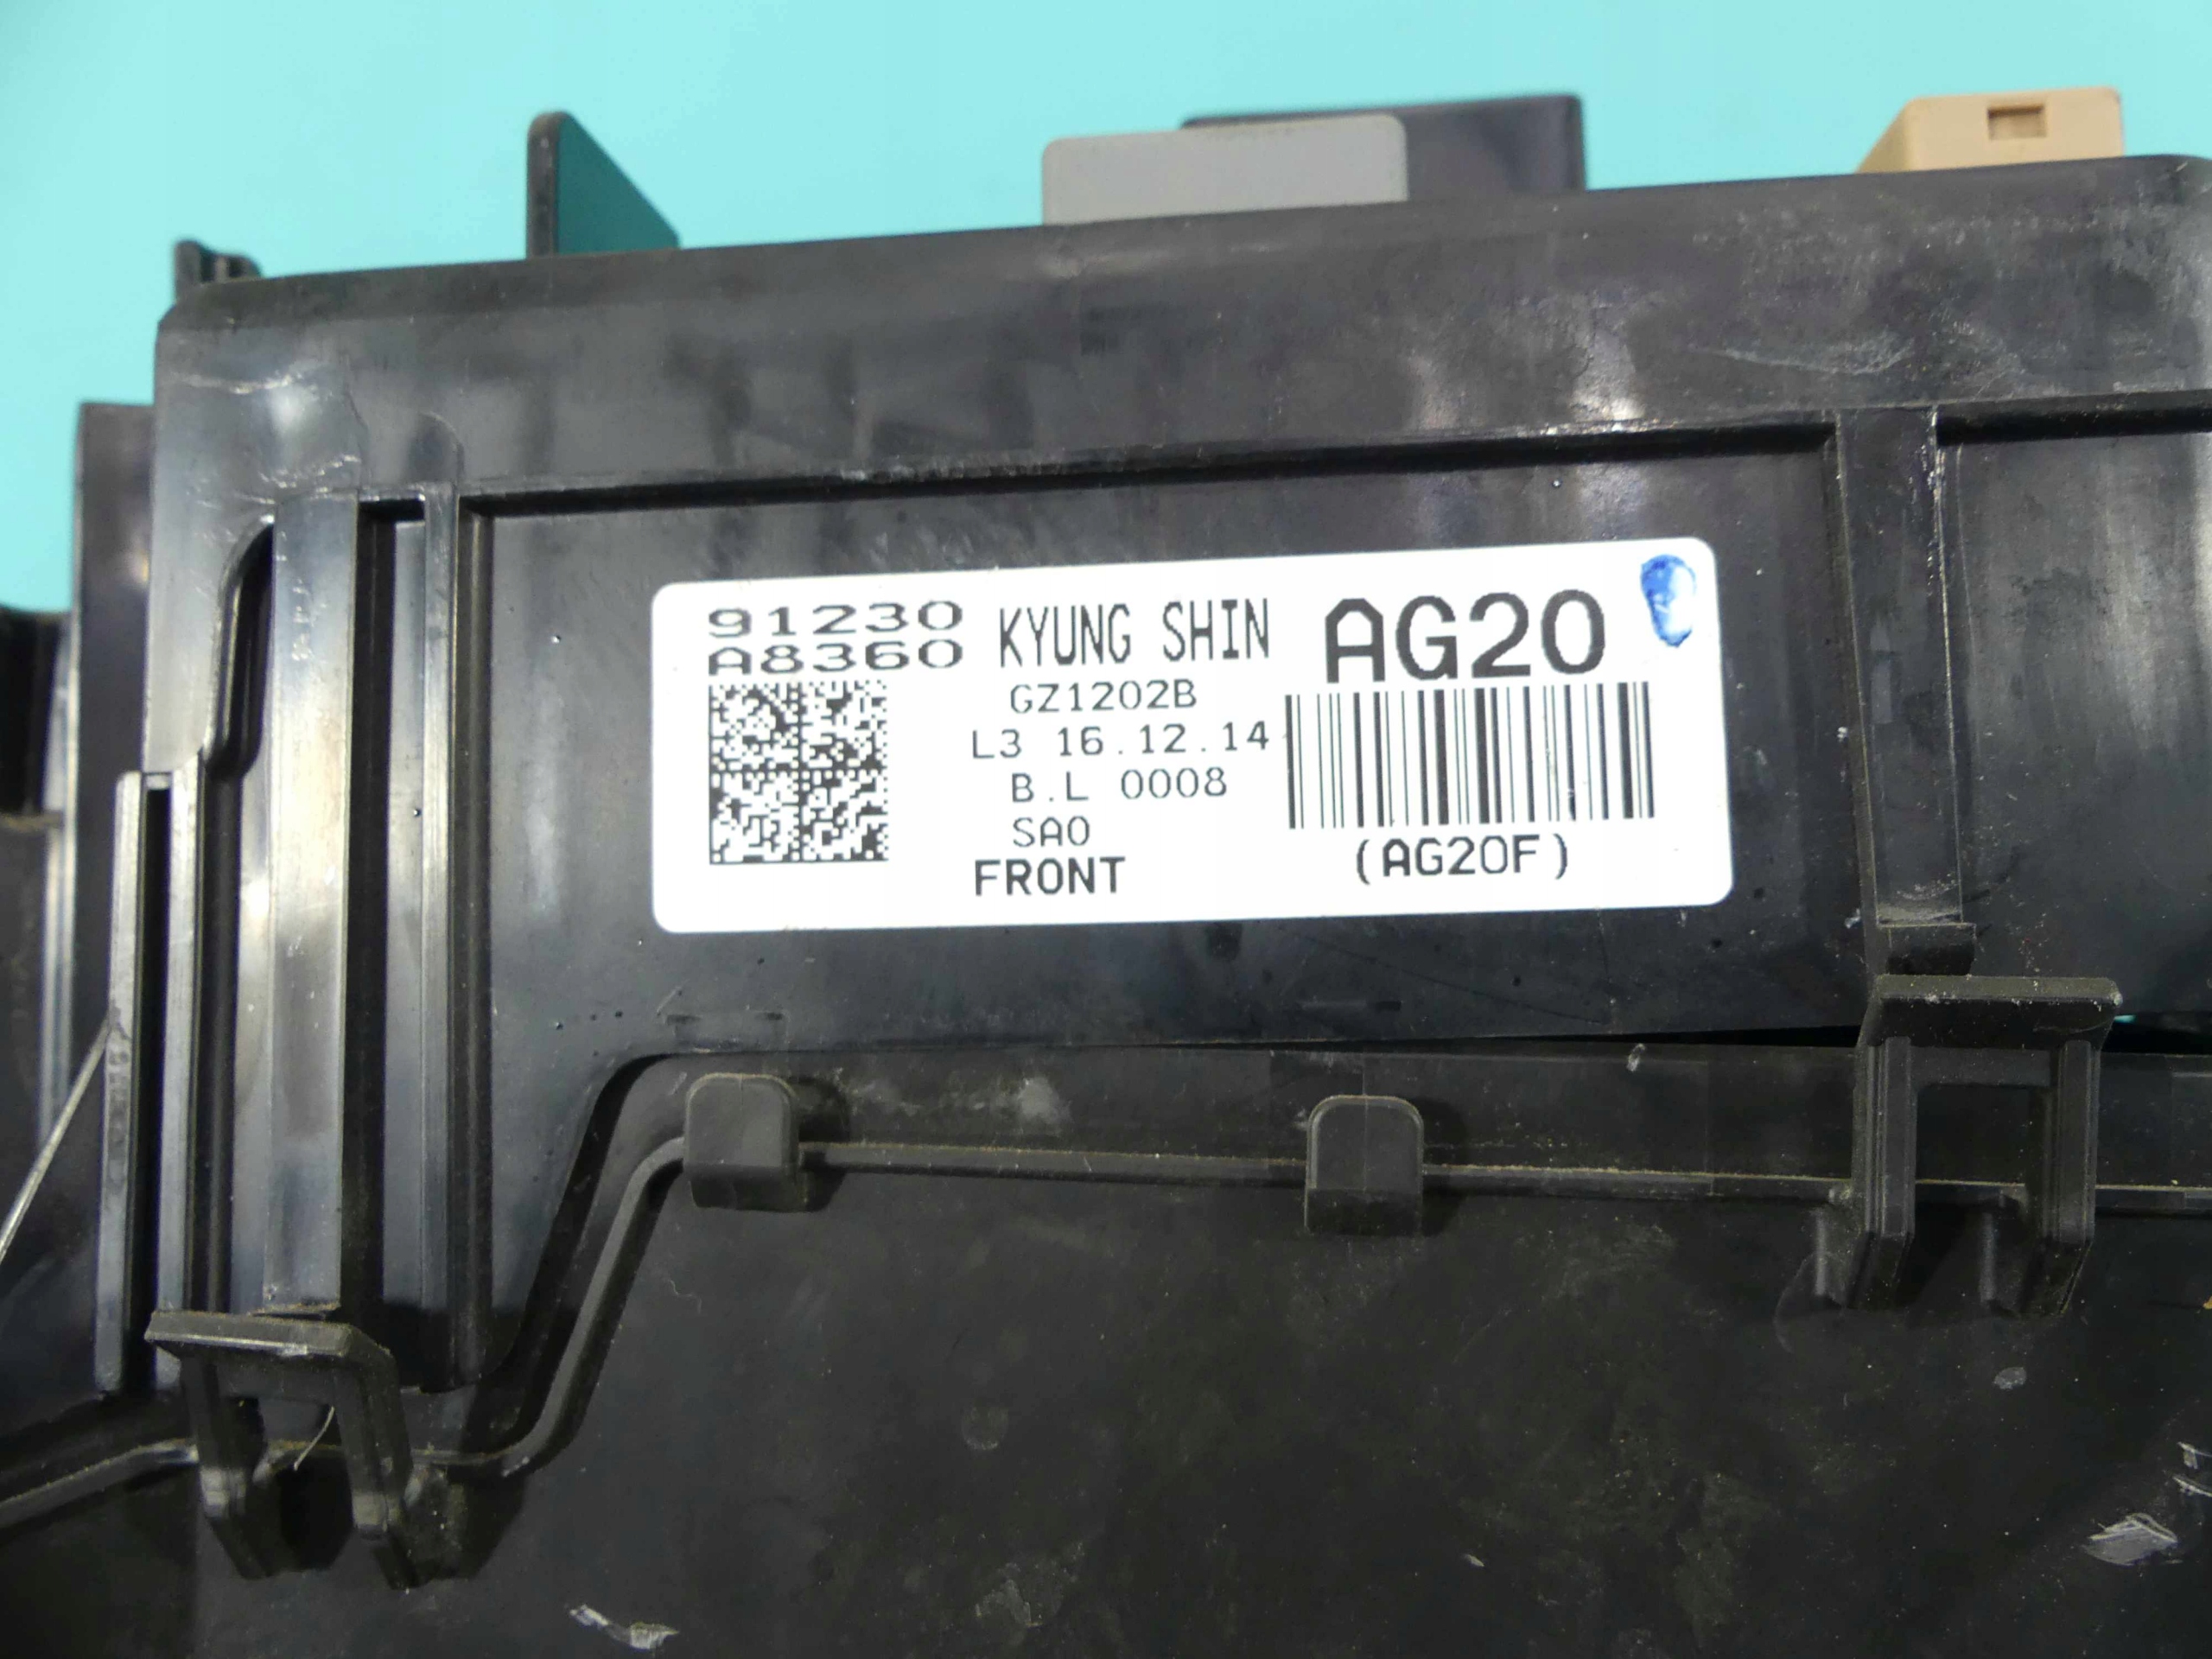 91230
A8360
KYUNG SHIN
AG20
GZ1202B
L3 16.12.14
B.L 0008
SA0
FRONT
(AG20F)